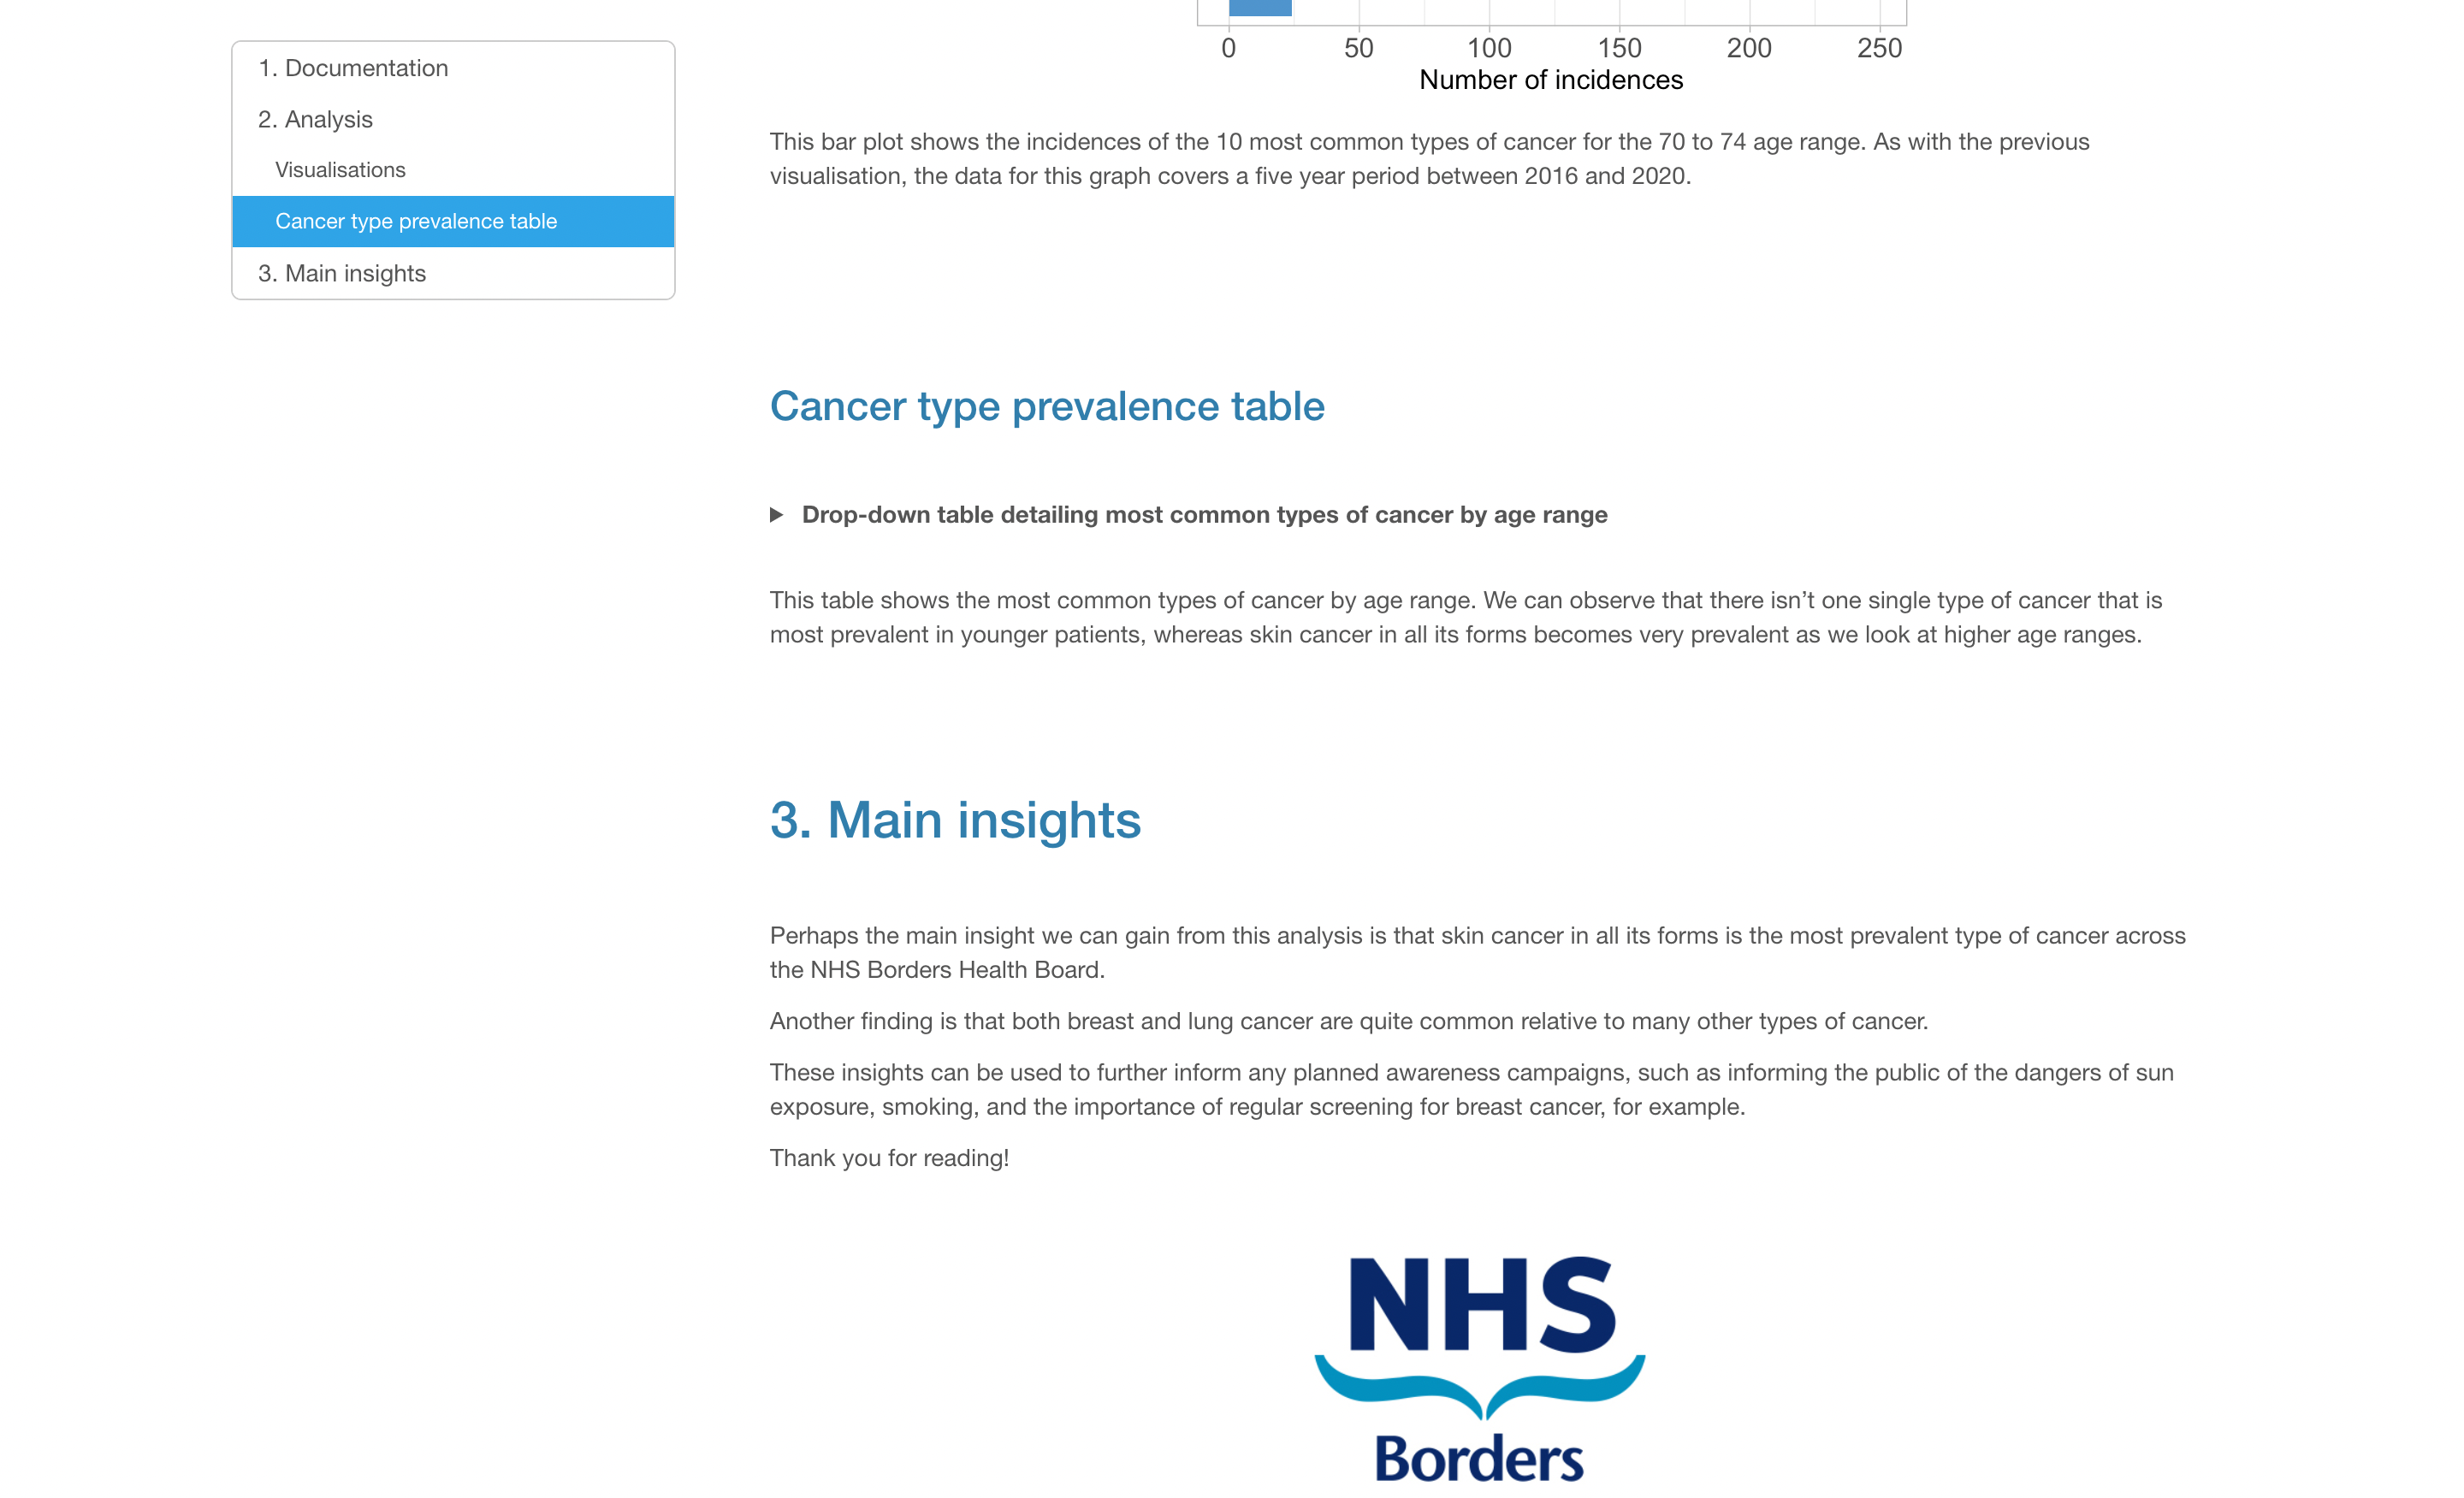 0 50 100 150 200 250
Number of incidences
1. Documentation
2. Analysis
Visualisations
Cancer type prevalence table
3. Main insights
This bar plot shows the incidences of the 10 most common types of cancer for the 70 to 74 age range. As with the previous
visualisation, the data for this graph covers a five year period between 2016 and 2020.
Cancer type prevalence table
Drop-down table detailing most common types of cancer by age range
This table shows the most common types of cancer by age range. We can observe that there isn’t one single type of cancer that is
most prevalent in younger patients, whereas skin cancer in all its forms becomes very prevalent as we look at higher age ranges.
3. Main insights
Perhaps the main insight we can gain from this analysis is that skin cancer in all its forms is the most prevalent type of cancer across
the NHS Borders Health Board.
Another finding is that both breast and lung cancer are quite common relative to many other types of cancer.
These insights can be used to further inform any planned awareness campaigns, such as informing the public of the dangers of sun
exposure, smoking, and the importance of regular screening for breast cancer, for example.
Thank you for reading!
NHS
Borders